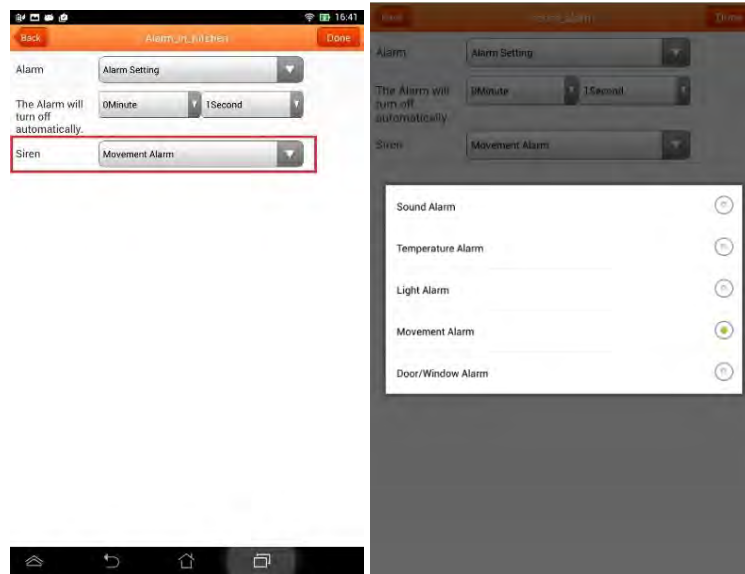 16:41
Back Alarm_in_Kitchen Done
Alarm Alarm Setting
The Alarm will
turn off
automatically.
0Minute 1Second
Siren Movement Alarm
Back Done
Alarm Alarm Setting
The Alarm will
turn off
automatically
0Minute 1Second
Siren Movement Alarm
Sound Alarm
Temperature Alarm
Light Alarm
Movement Alarm
Door/Window Alarm